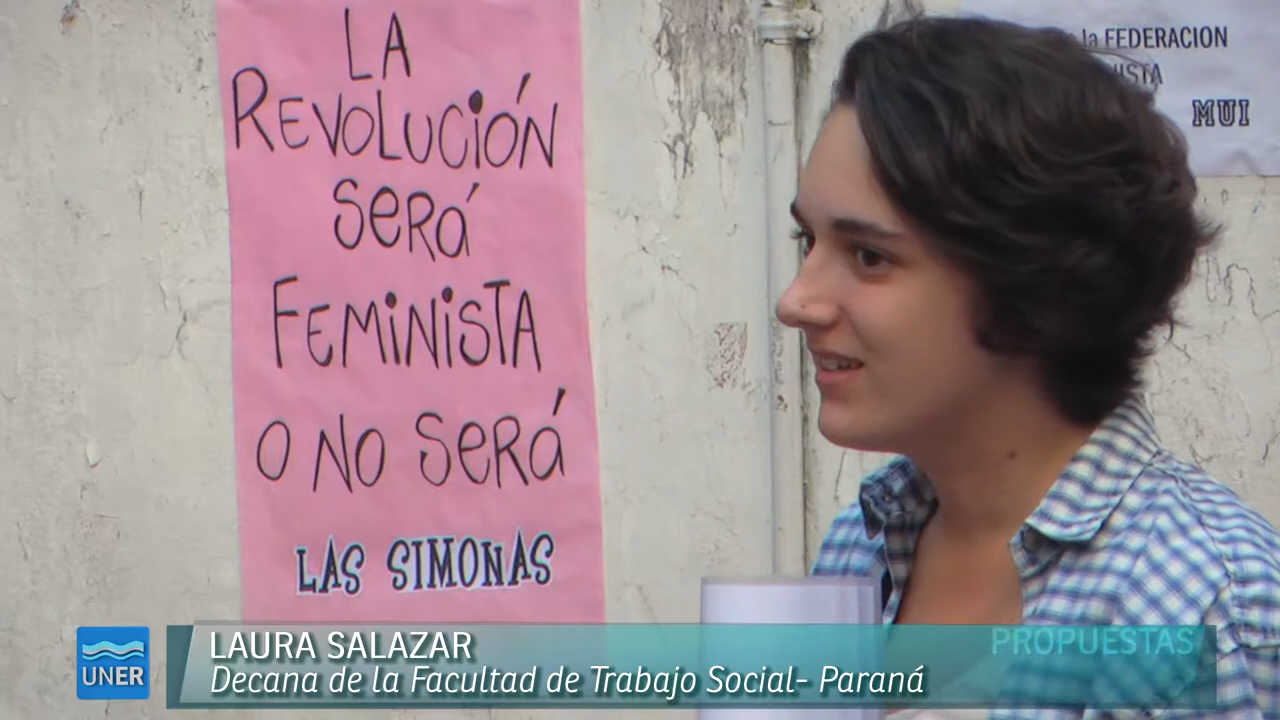 LA
REVOLUCIÓN
SERÁ
FEMINISTA
O NO SERÁ
LAS SIMONAS
la FEDERACION
MUI
UNER
LAURA SALAZAR
Decana de la Facultad de Trabajo Social- Paraná
PROPUESTAS